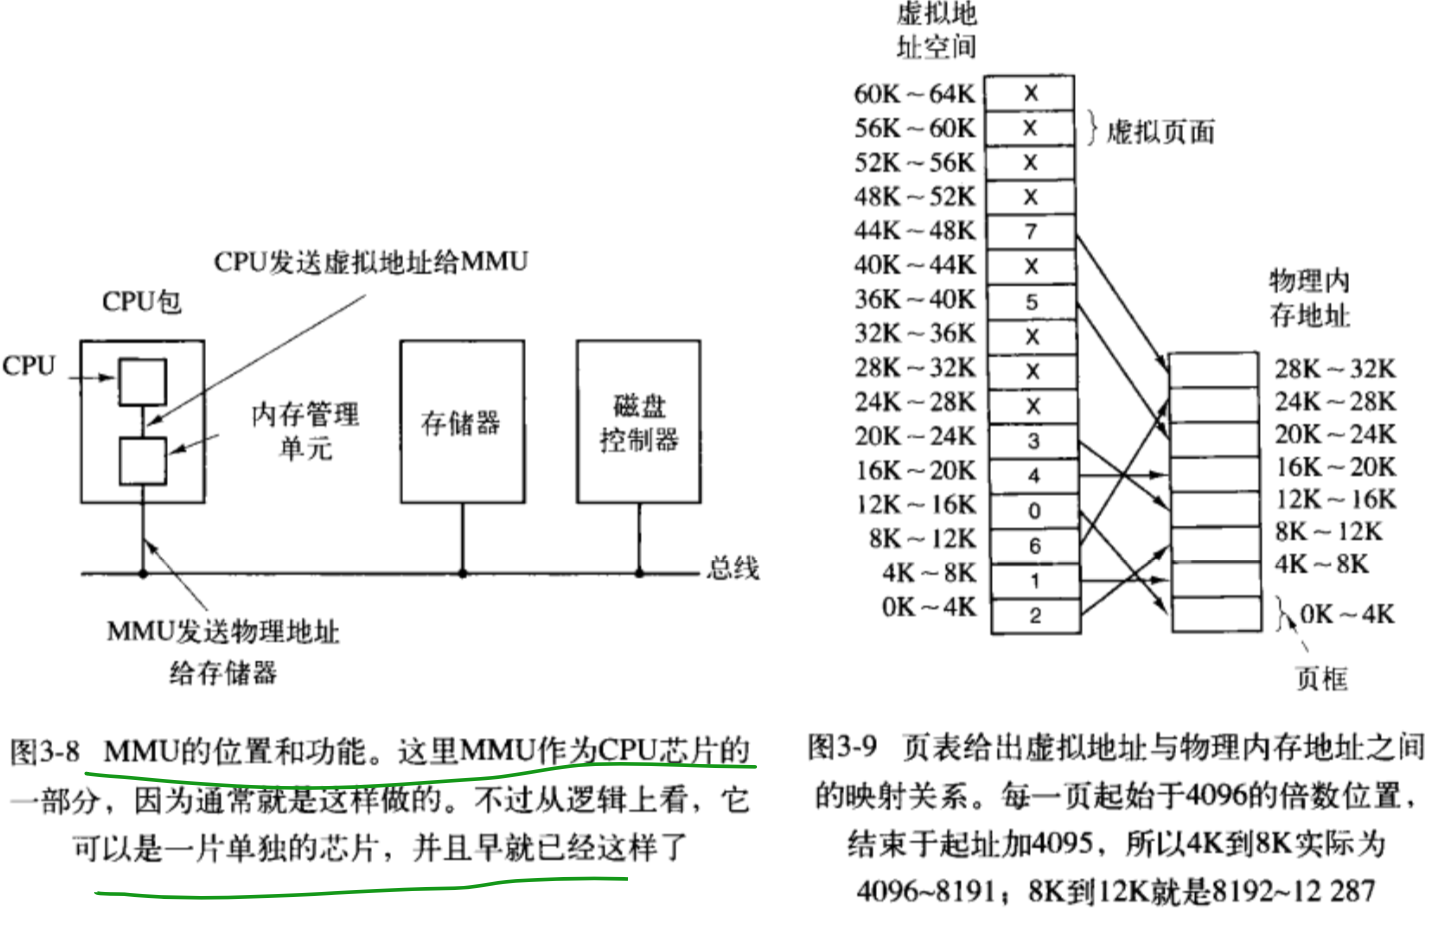 CPU发送虚拟地址给MMU
CPU包
CPU
内存管理
单元
存储器
磁盘
控制器
总线
MMU发送物理地址
给存储器
图3-8 MMU的位置和功能。这里MMU作为CPU芯片的
一部分，因为通常就是这样做的。不过从逻辑上看，它
可以是一片单独的芯片，并且早就已经这样了
虚拟地
址空间
60K～64K X
56K～60K X
虚拟页面
52K～56K X
48K～52K X
44K～48K 7
40K～44K X
36K～40K 5
32K～36K X
28K～32K X
24K～28K X
20K～24K 3
16K～20K 4
12K～16K 0
8K～12K 6
4K～8K 1
0K～4K 2
物理内
存地址
28K～32K
24K～28K
20K～24K
16K～20K
12K～16K
8K～12K
4K～8K
0K～4K
页框
图3-9 页表给出虚拟地址与物理内存地址之间
的映射关系。每一页起始于4096的倍数位置，
结束于起址加4095，所以4K到8K实际为
4096~8191；8K到12K就是8192~12 287